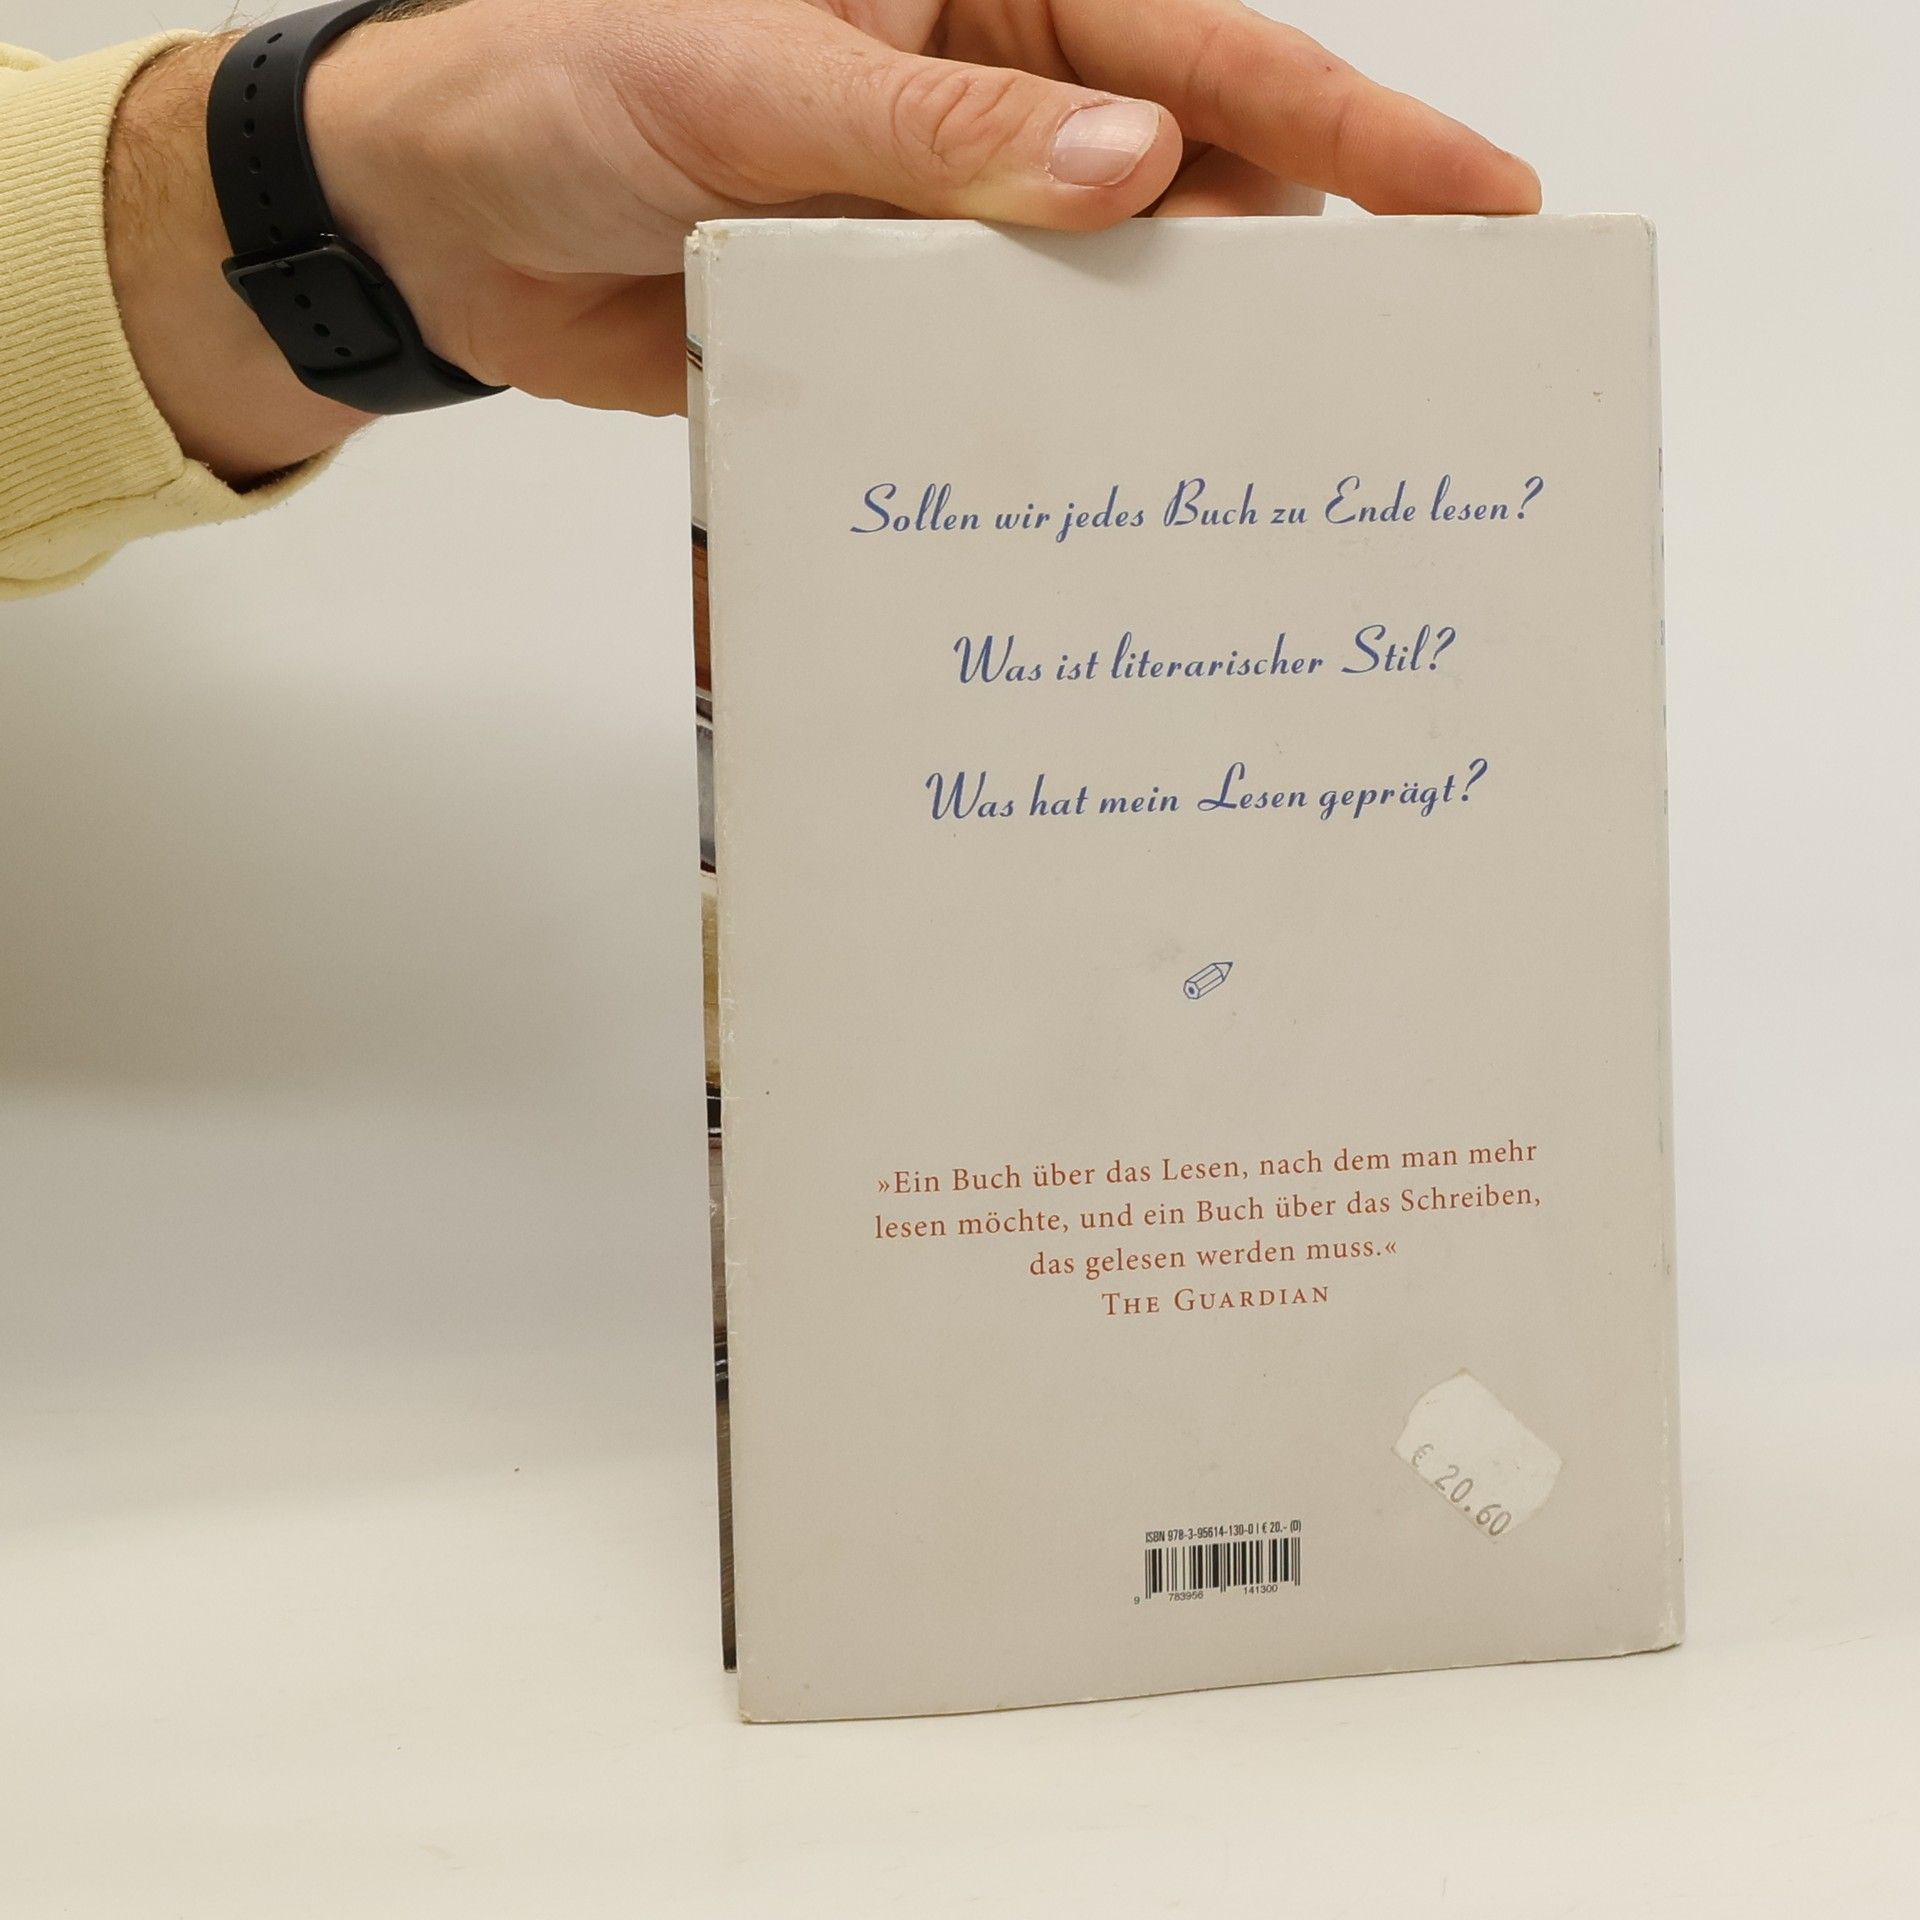 Sollen wir jedes Buch zu Ende lesen?
Was ist literarischer Stil?
Was hat mein Lesen geprägt?
»Ein Buch über das Lesen, nach dem man mehr
lesen möchte, und ein Buch über das Schreiben,
das gelesen werden muss.«
THE GUARDIAN
€ 20.60
ISBN 978-3-95614-130-0 | € 20.- (D)
9 783956 141300